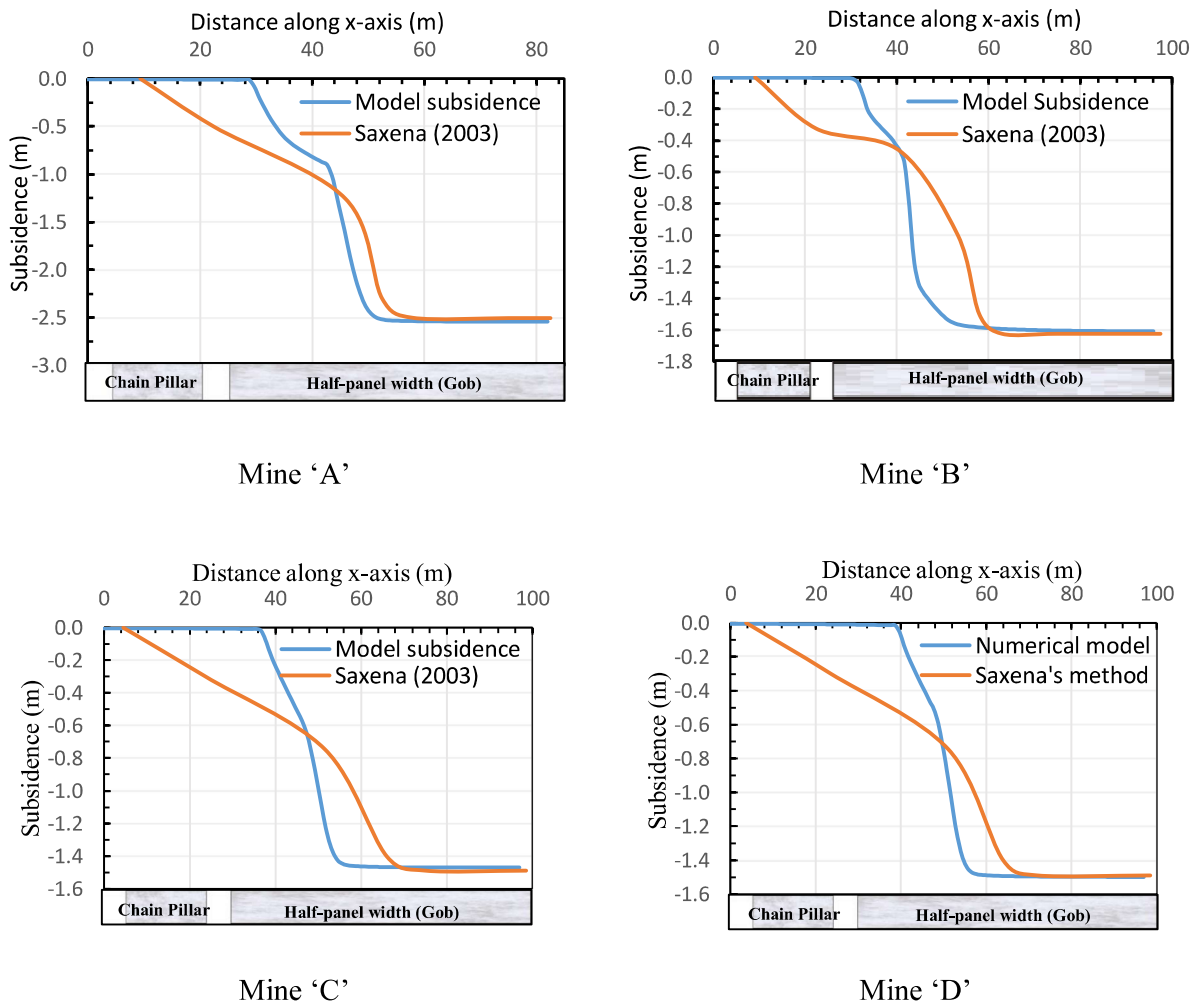 Distance along x-axis (m)
0 20 40 60 80
0.0
-0.5
-1.0
-1.5
-2.0
-2.5
-3.0
Subsidence (m)
Model subsidence
Saxena (2003)
Chain Pillar
Half-panel width (Gob)
Mine ‘A’
Distance along x-axis (m)
0 20 40 60 80 100
0.0
-0.2
-0.4
-0.6
-0.8
-1.0
-1.2
-1.4
-1.6
-1.8
Subsidence (m)
Model Subsidence
Saxena (2003)
Chain Pillar
Half-panel width (Gob)
Mine ‘B’
Distance along x-axis (m)
0 20 40 60 80 100
0.0
-0.2
-0.4
-0.6
-0.8
-1.0
-1.2
-1.4
-1.6
Subsidence (m)
Model subsidence
Saxena (2003)
Chain Pillar
Half-panel width (Gob)
Mine ‘C’
Distance along x-axis (m)
0 20 40 60 80 100
0.0
-0.2
-0.4
-0.6
-0.8
-1.0
-1.2
-1.4
-1.6
Subsidence (m)
Numerical model
Saxena's method
Chain Pillar
Half-panel width (Gob)
Mine ‘D’